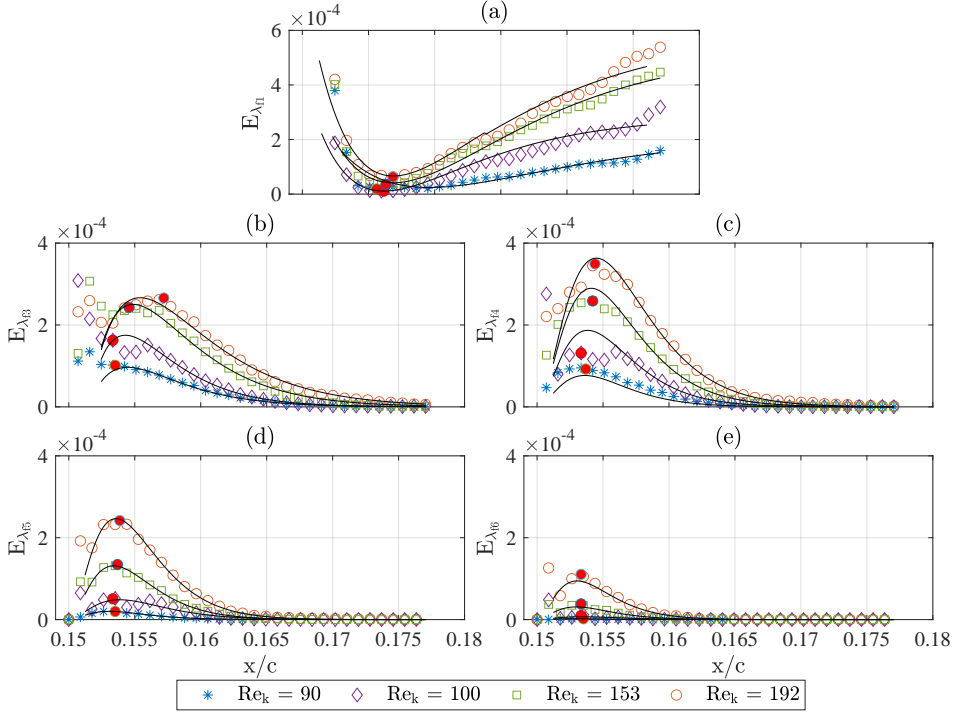 (a)
×10⁻⁴
6
4
2
0
E_λf1
(b)
(c)
×10⁻⁴
×10⁻⁴
4
2
0
E_λf3
4
2
0
E_λf4
(d)
(e)
×10⁻⁴
×10⁻⁴
4
2
0
E_λf5
4
2
0
E_λf6
0.15 0.155 0.16 0.165 0.17 0.175 0.18
0.15 0.155 0.16 0.165 0.17 0.175 0.18
x/c
x/c
Re_k = 90 Re_k = 100 Re_k = 153 Re_k = 192